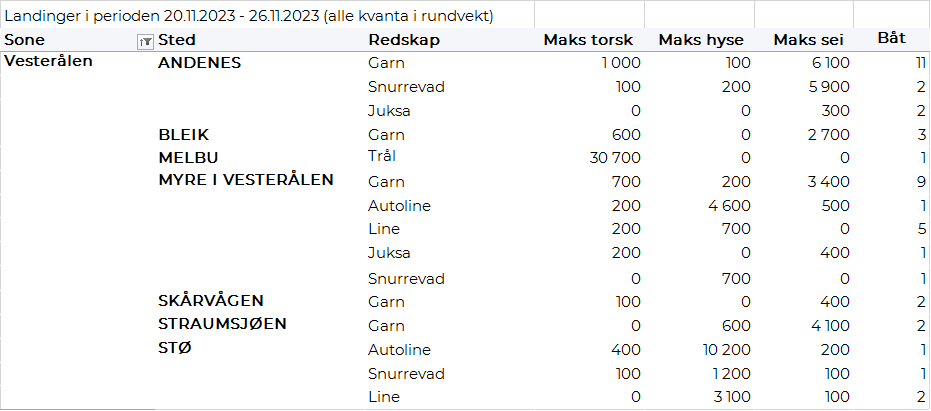 Landinger i perioden 20.11.2023 - 26.11.2023 (alle kvanta i rundvekt)
Sone Sted Redskap Maks torsk Maks hyse Maks sei Båt
Vesterålen ANDENES Garn 1 000 100 6 100 11
Snurrevad 100 200 5 900 2
Juksa 0 0 300 2
BLEIK Garn 600 0 2 700 3
MELBU Trål 30 700 0 0 1
MYRE I VESTERÅLEN Garn 700 200 3 400 9
Autoline 200 4 600 500 1
Line 200 700 0 5
Juksa 200 0 400 1
Snurrevad 0 700 0 1
SKÅRVÅGEN Garn 100 0 400 2
STRAUMSJØEN Garn 0 600 4 100 2
STØ Autoline 400 10 200 200 1
Snurrevad 100 1 200 100 1
Line 0 3 100 100 2